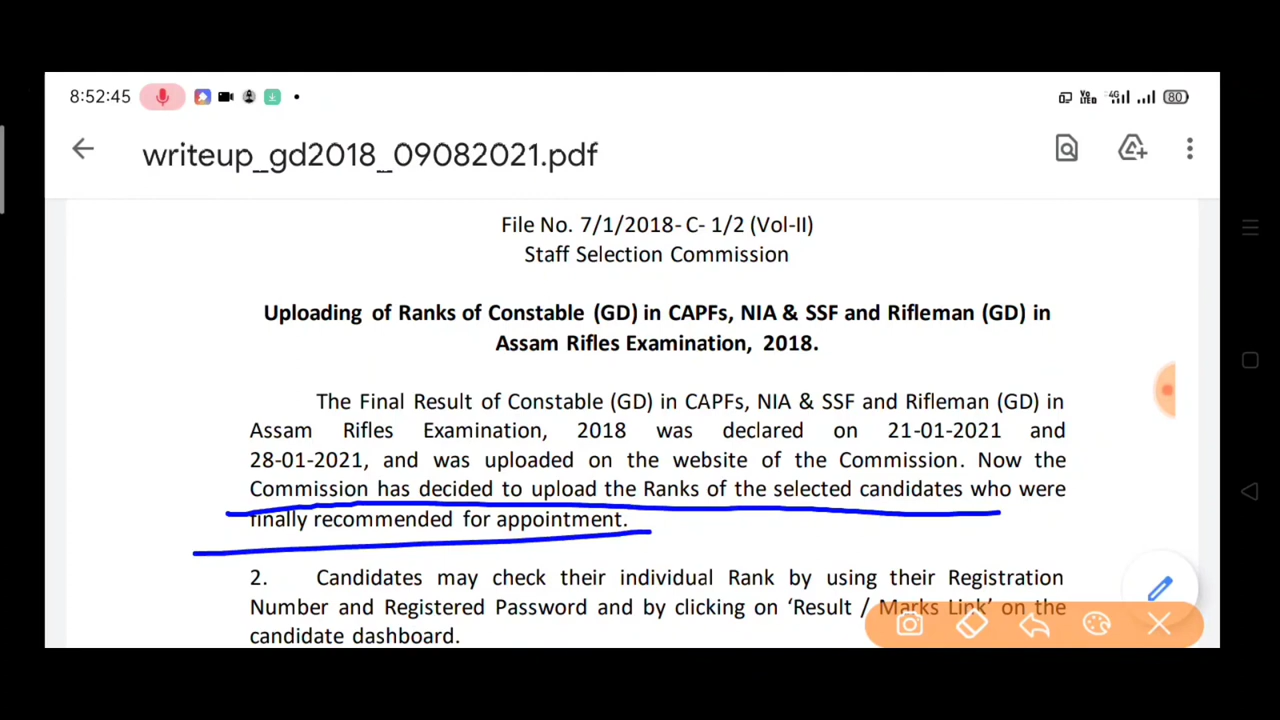 8:52:45
Vo
LTED
4G
80
writeup_gd2018_09082021.pdf
File No. 7/1/2018- C- 1/2 (Vol-II)
Staff Selection Commission
Uploading of Ranks of Constable (GD) in CAPFs, NIA & SSF and Rifleman (GD) in
Assam Rifles Examination, 2018.
The Final Result of Constable (GD) in CAPFs, NIA & SSF and Rifleman (GD) in
Assam Rifles Examination, 2018 was declared on 21-01-2021 and
28-01-2021, and was uploaded on the website of the Commission. Now the
Commission has decided to upload the Ranks of the selected candidates who were
finally recommended for appointment.
2. Candidates may check their individual Rank by using their Registration
Number and Registered Password and by clicking on ‘Result / Marks Link’ on the
candidate dashboard.